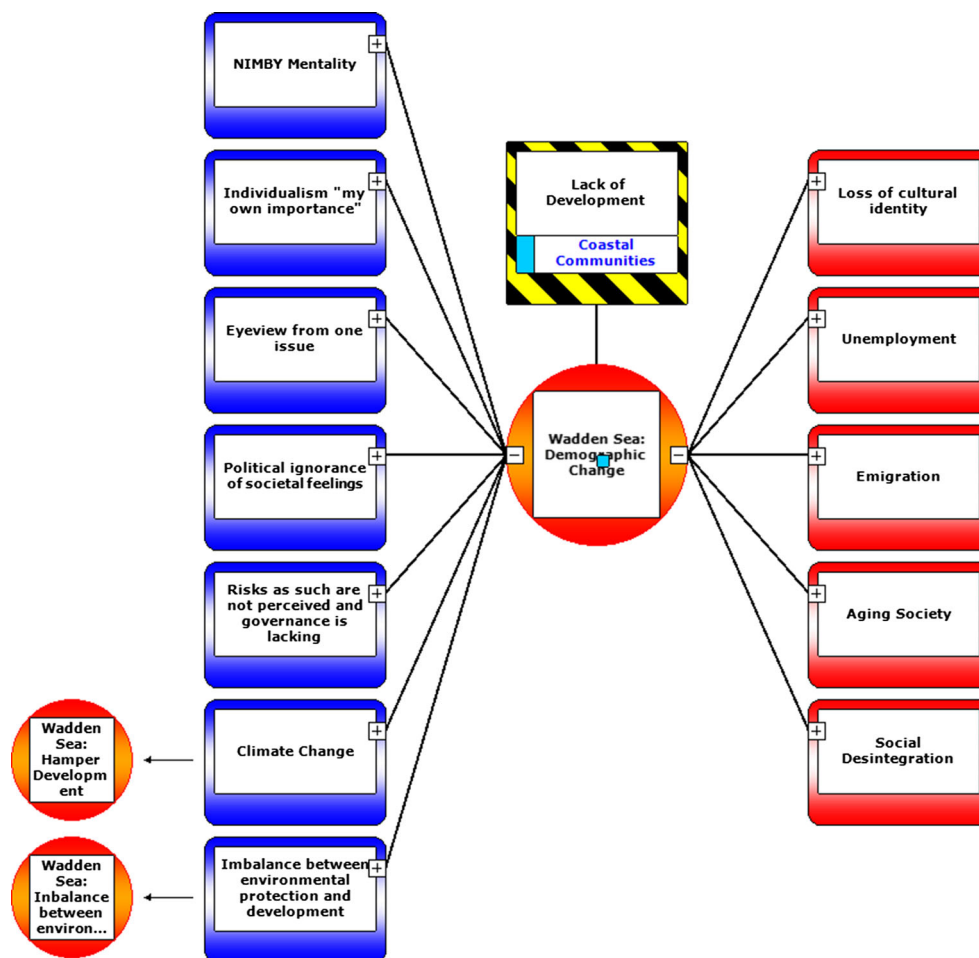 NIMBY Mentality
Individualism "my
own importance"
Eyeview from one
issue
Political ignorance
of societal feelings
Risks as such are
not perceived and
governance is
lacking
Climate Change
Imbalance between
environmental
protection and
development
Wadden
Sea:
Hamper
Developm
ent
Wadden
Sea:
Inbalance
between
environ...
Lack of
Development
Coastal
Communities
Wadden Sea:
Demographic
Change
Loss of cultural
identity
Unemployment
Emigration
Aging Society
Social
Desintegration